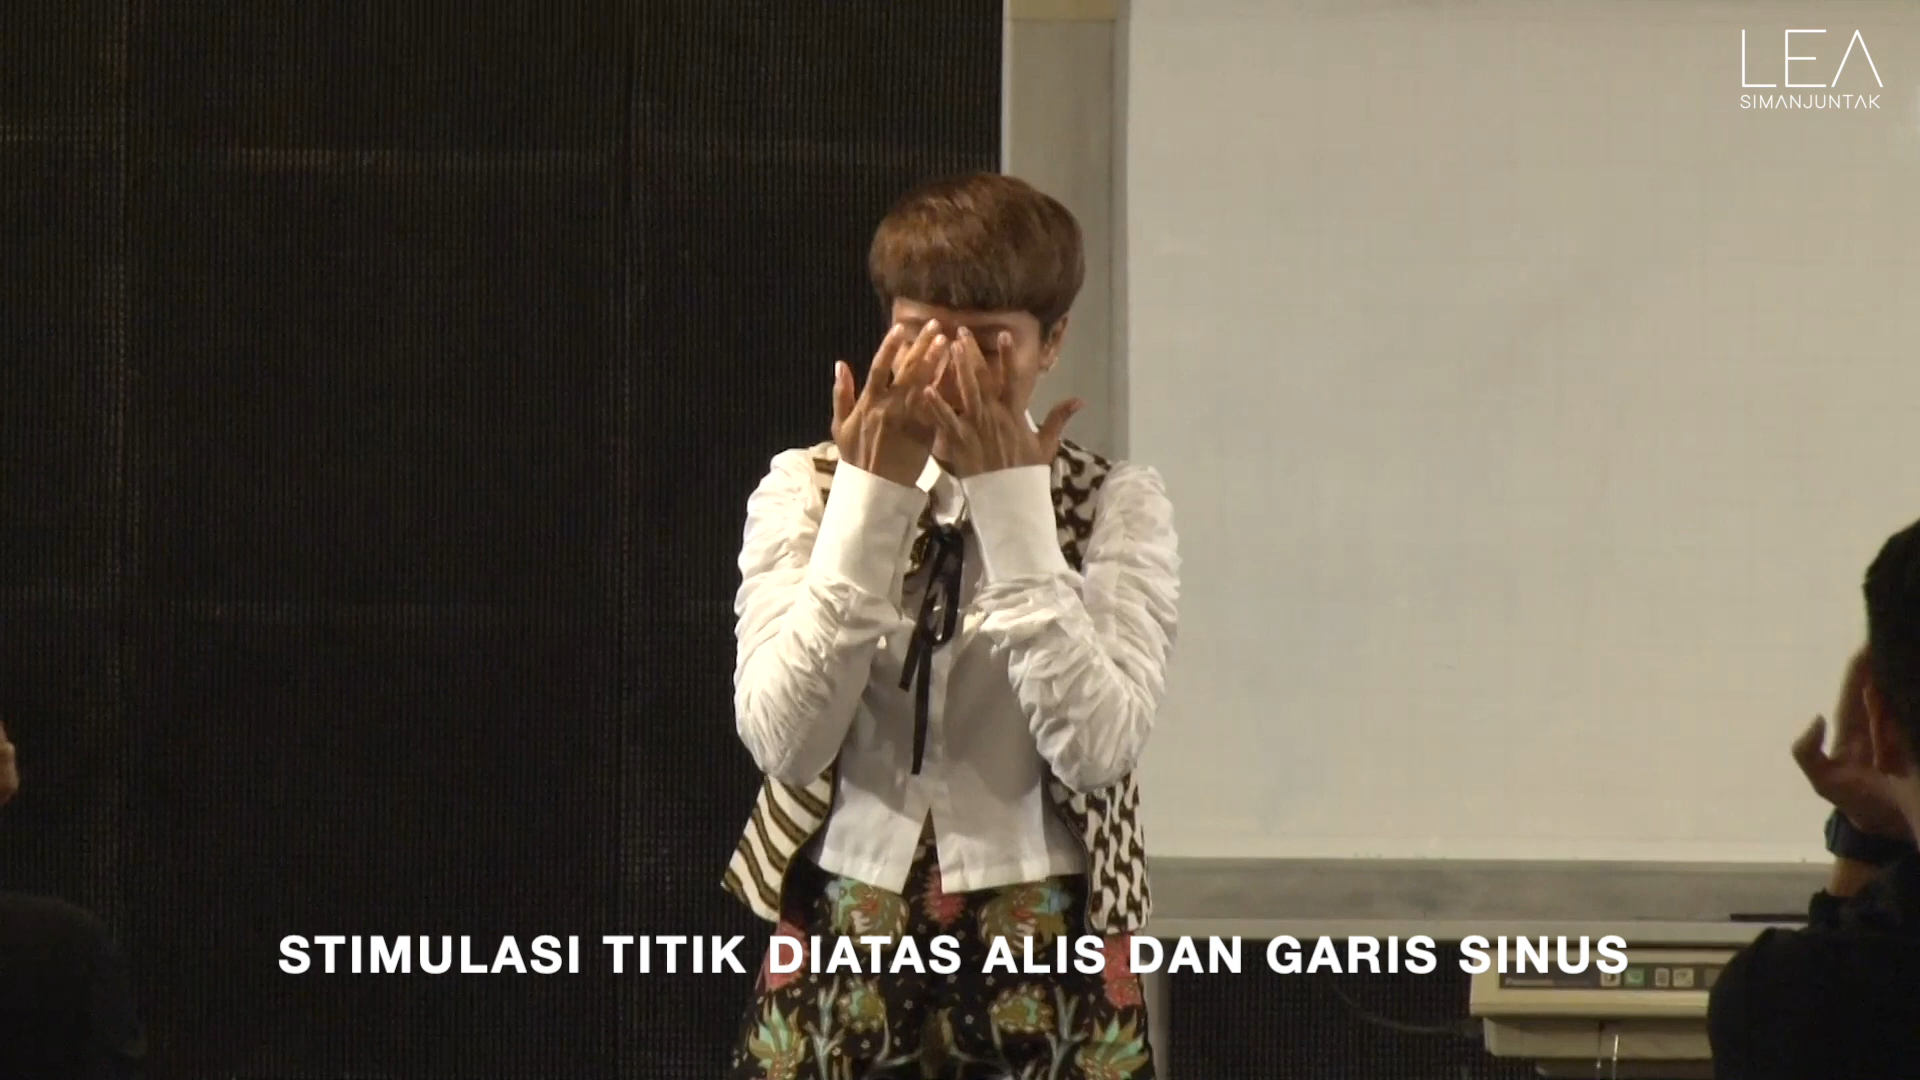 LEA
SIMANJUNTAK
STIMULASI TITIK DIATAS ALIS DAN GARIS SINUS